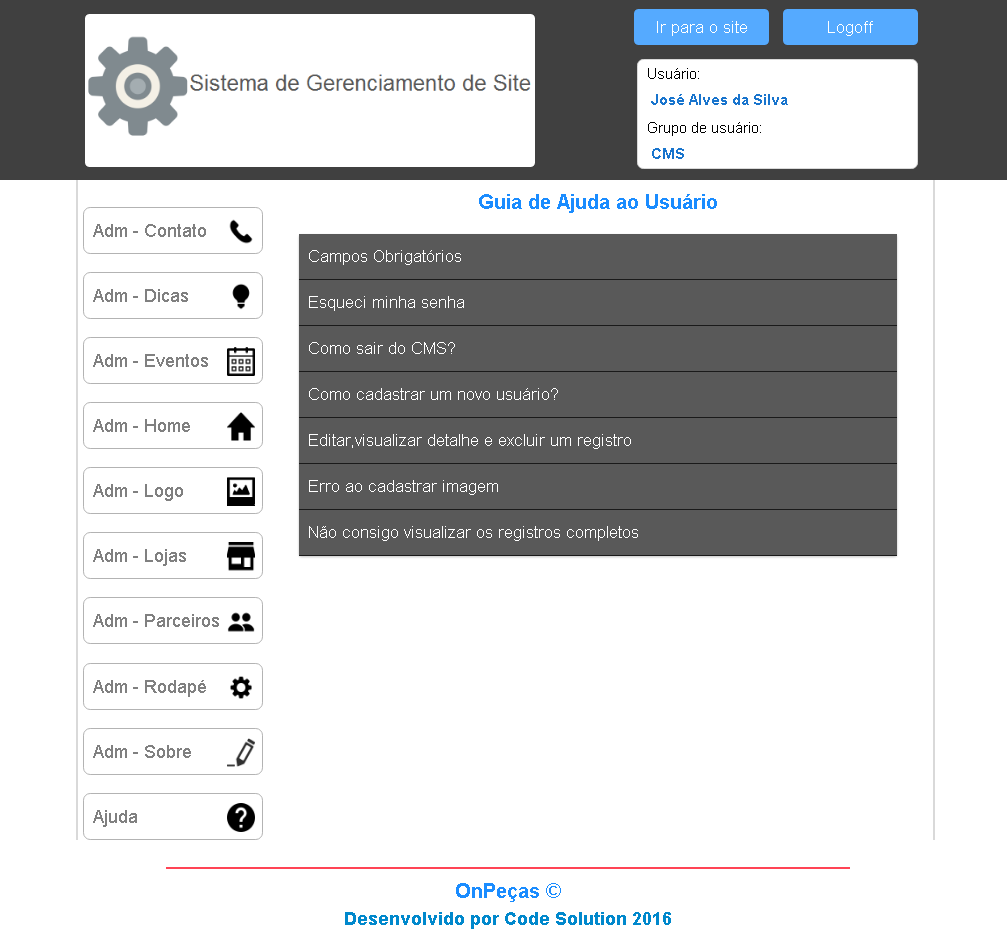 Sistema de Gerenciamento de Site
Ir para o site
Logoff
Usuário:
José Alves da Silva
Grupo de usuário:
CMS
Adm - Contato
Adm - Dicas
Adm - Eventos
Adm - Home
Adm - Logo
Adm - Lojas
Adm - Parceiros
Adm - Rodapé
Adm - Sobre
Ajuda
Guia de Ajuda ao Usuário
Campos Obrigatórios
Esqueci minha senha
Como sair do CMS?
Como cadastrar um novo usuário?
Editar,visualizar detalhe e excluir um registro
Erro ao cadastrar imagem
Não consigo visualizar os registros completos
OnPeças ©
Desenvolvido por Code Solution 2016